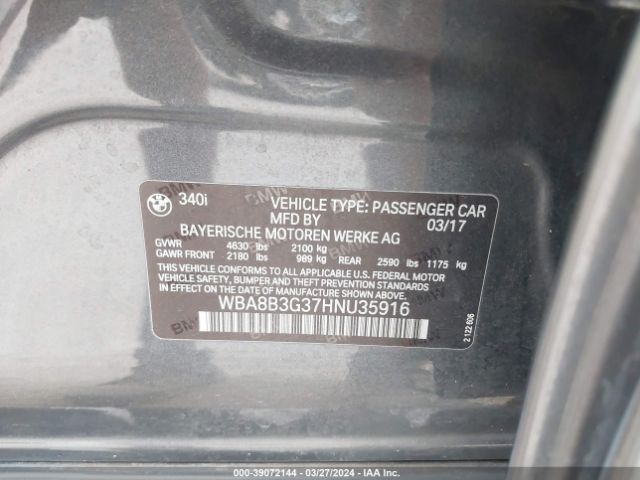 BMW
340i
VEHICLE TYPE: PASSENGER CAR
MFD BY
03/17
BAYERISCHE MOTOREN WERKE AG
GVWR 4630 lbs 2100 kg
GAWR FRONT 2180 lbs 989 kg REAR 2590 lbs 1175 kg
THIS VEHICLE CONFORMS TO ALL APPLICABLE U.S. FEDERAL MOTOR
VEHICLE SAFETY, BUMPER, AND THEFT PREVENTION STANDARDS
IN EFFECT ON THE DATE OF MANUFACTURE SHOWN ABOVE.
WBA8B3G37HNU35916
2 122 606
000-39072144 - 03/27/2024 - IAA Inc.